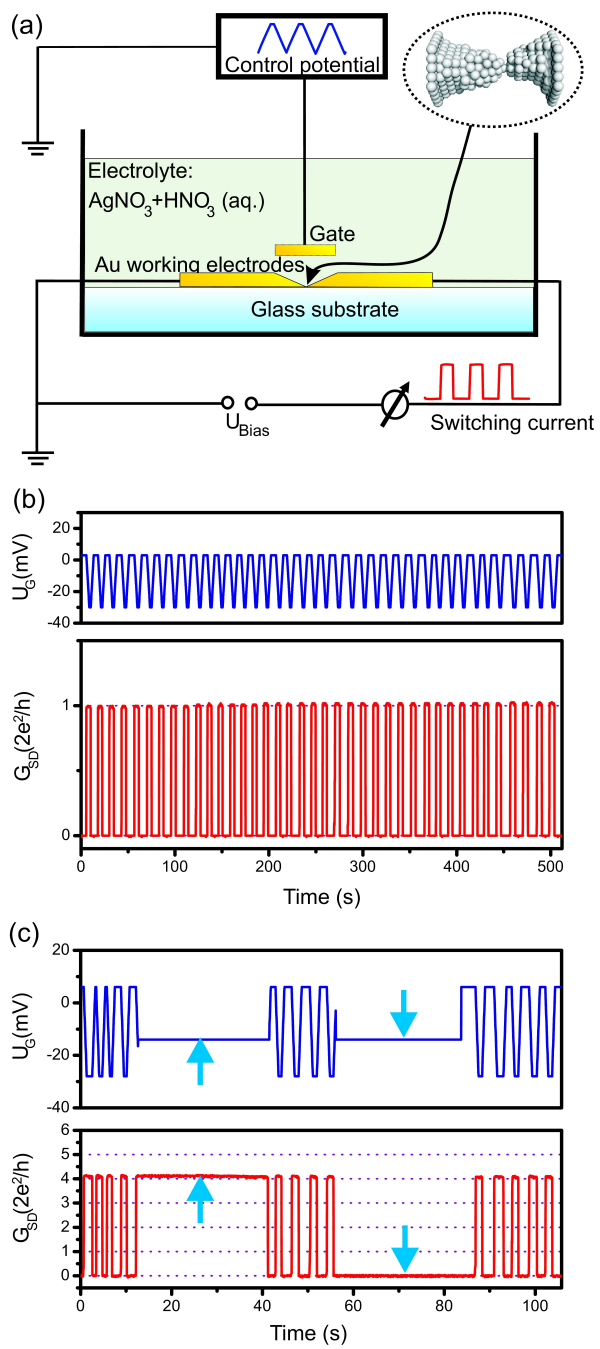 (a)
Control potential
Electrolyte:
AgNO3+HNO3 (aq.)
Gate
Au working electrodes
Glass substrate
UBias
Switching current
(b)
20
0
-20
-40
UG(mV)
1
0
GSD(2e²/h)
0 100 200 300 400 500
Time (s)
(c)
20
0
-20
-40
UG(mV)
6
5
4
3
2
1
0
GSD(2e²/h)
0 20 40 60 80 100
Time (s)